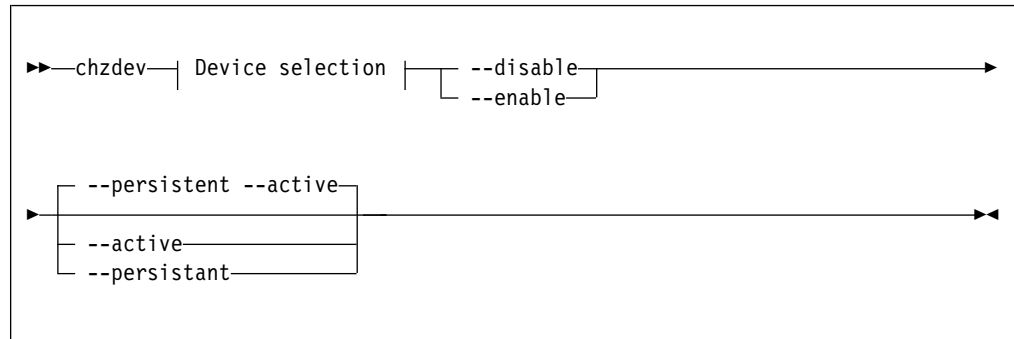 chzdev Device selection --disable
--enable
--persistent --active
--active
--persistant